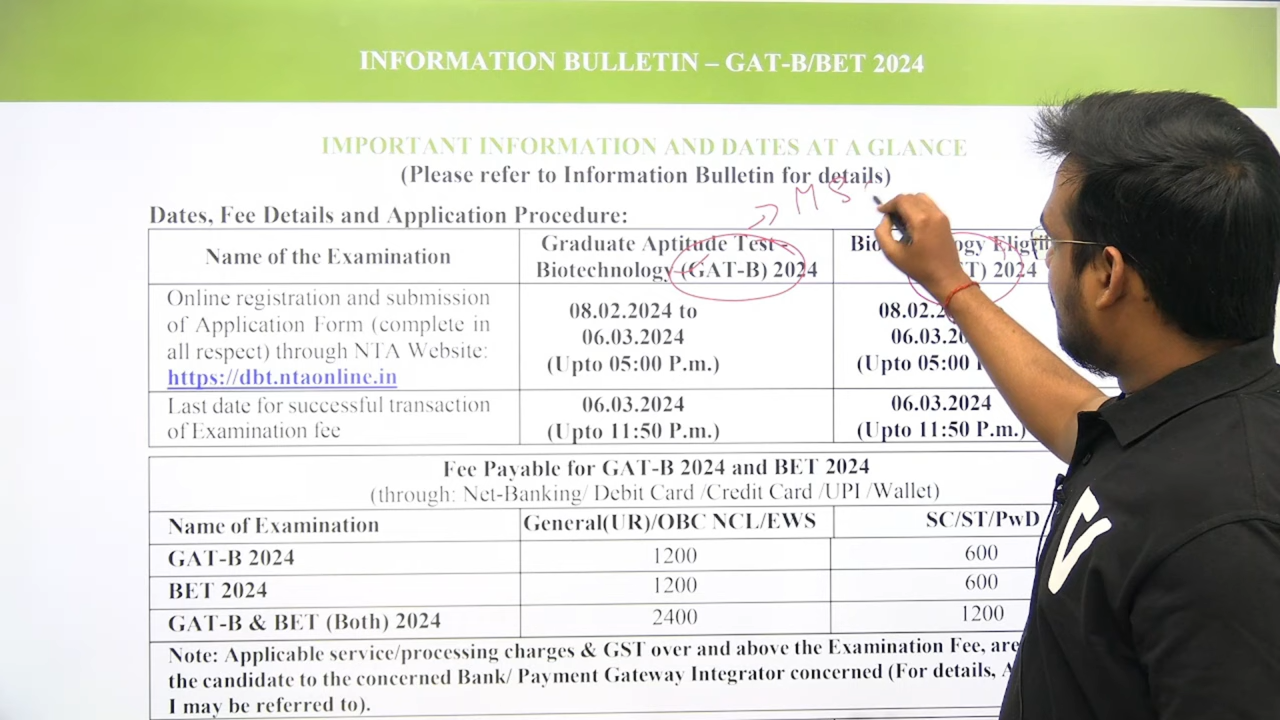 INFORMATION BULLETIN – GAT-B/BET 2024
IMPORTANT INFORMATION AND DATES AT A GLANCE
(Please refer to Information Bulletin for details)
M S
Dates, Fee Details and Application Procedure:
Name of the Examination
Graduate Aptitude Test -
Biotechnology (GAT-B) 2024
2024
Online registration and submission
of Application Form (complete in
all respect) through NTA Website:
https://dbt.ntaonline.in
08.02.2024 to
06.03.2024
(Upto 05:00 P.m.)
(Upto 05:00
Last date for successful transaction
of Examination fee
06.03.2024
(Upto 11:50 P.m.)
06.03.2024
(Upto 11:50 P.m.)
Fee Payable for GAT-B 2024 and BET 2024
(through: Net-Banking/ Debit Card /Credit Card /UPI /Wallet)
Name of Examination General(UR)/OBC NCL/EWS SC/ST/PwD
GAT-B 2024 1200 600
BET 2024 1200 600
GAT-B & BET (Both) 2024 2400 1200
Note: Applicable service/processing charges & GST over and above the Examination Fee, are
the candidate to the concerned Bank/ Payment Gateway Integrator concerned (For details,
I may be referred to).